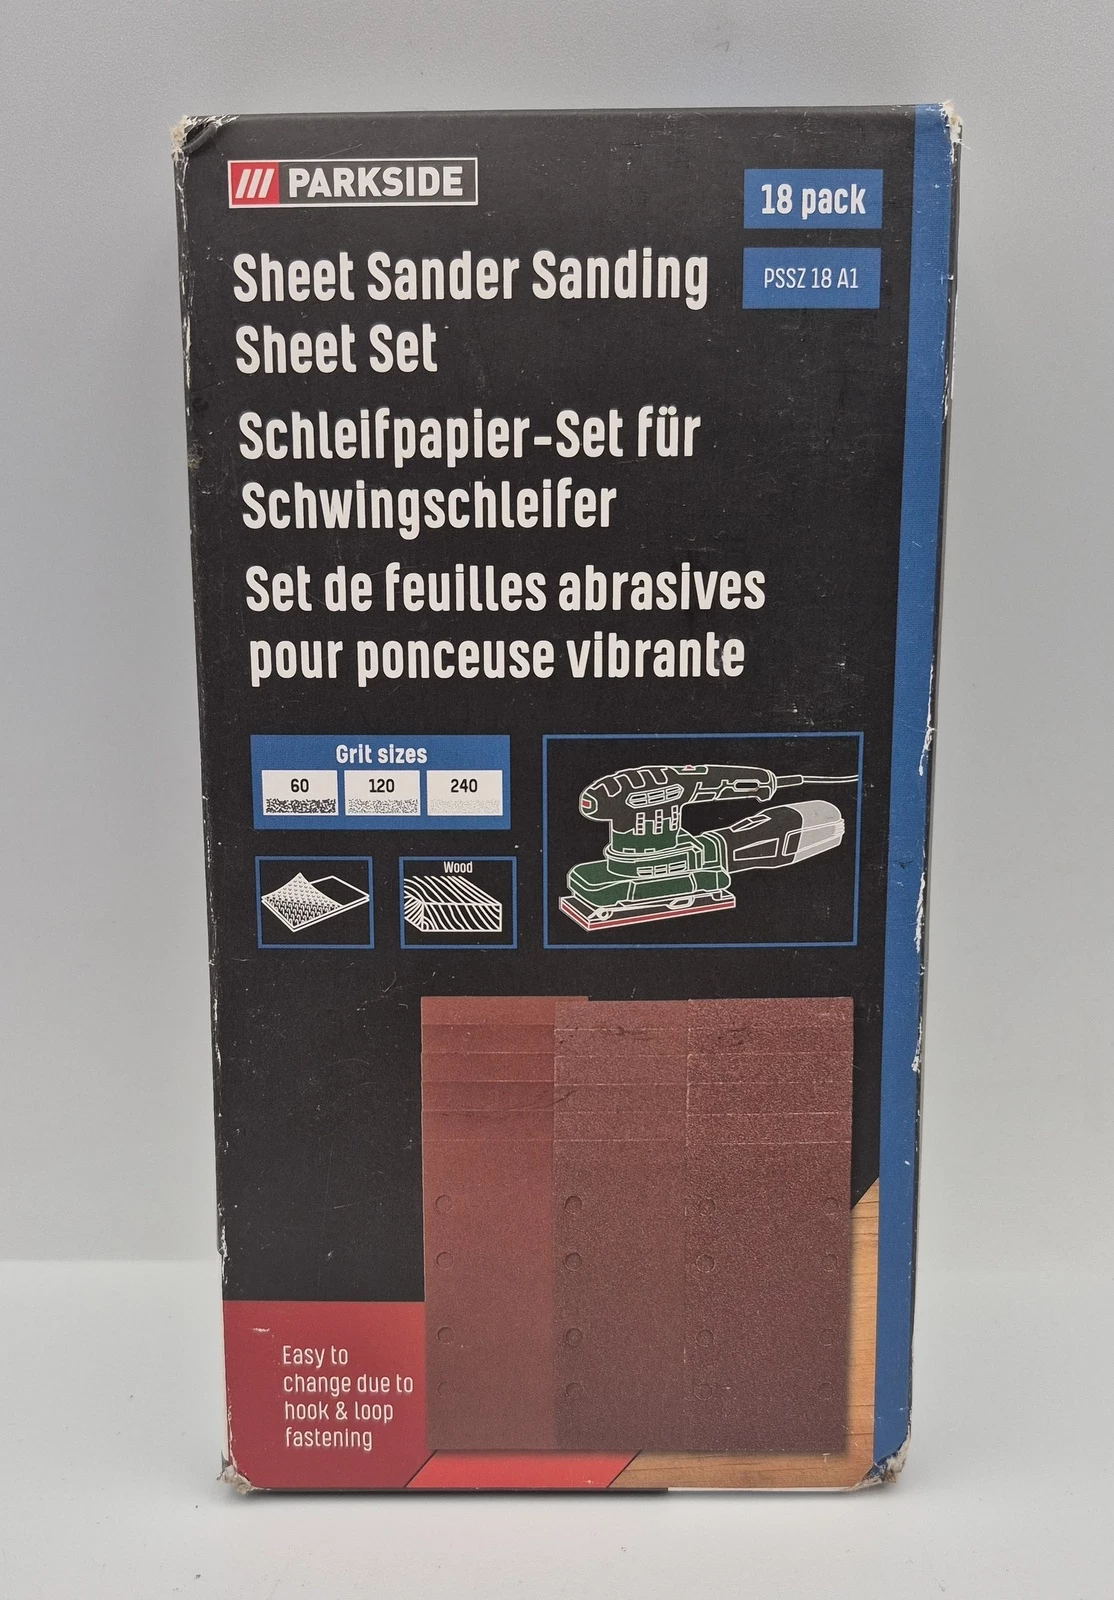 PARKSIDE
18 pack
PSSZ 18 A1
Sheet Sander Sanding
Sheet Set
Schleifpapier-Set für
Schwingschleifer
Set de feuilles abrasives
pour ponceuse vibrante
Grit sizes
60 120 240
Wood
Easy to
change due to
hook & loop
fastening